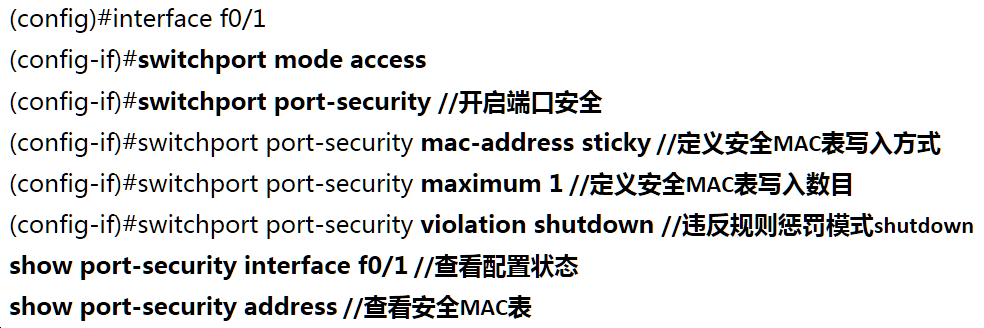 (config)#interface f0/1
(config-if)#switchport mode access
(config-if)#switchport port-security //开启端口安全
(config-if)#switchport port-security mac-address sticky //定义安全MAC表写入方式
(config-if)#switchport port-security maximum 1 //定义安全MAC表写入数目
(config-if)#switchport port-security violation shutdown //违反规则惩罚模式shutdown
show port-security interface f0/1 //查看配置状态
show port-security address //查看安全MAC表